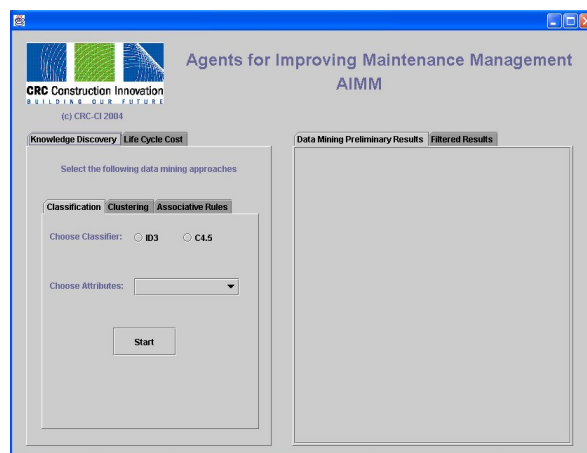 Agents for Improving Maintenance Management
AIMM
CRC Construction Innovation
BUILDING OUR FUTURE
(c) CRC-CI 2004
Knowledge Discovery Life Cycle Cost
Data Mining Preliminary Results Filtered Results
Select the following data mining approaches
Classification Clustering Associative Rules
Choose Classifier: ID3 C4.5
Choose Attributes:
Start